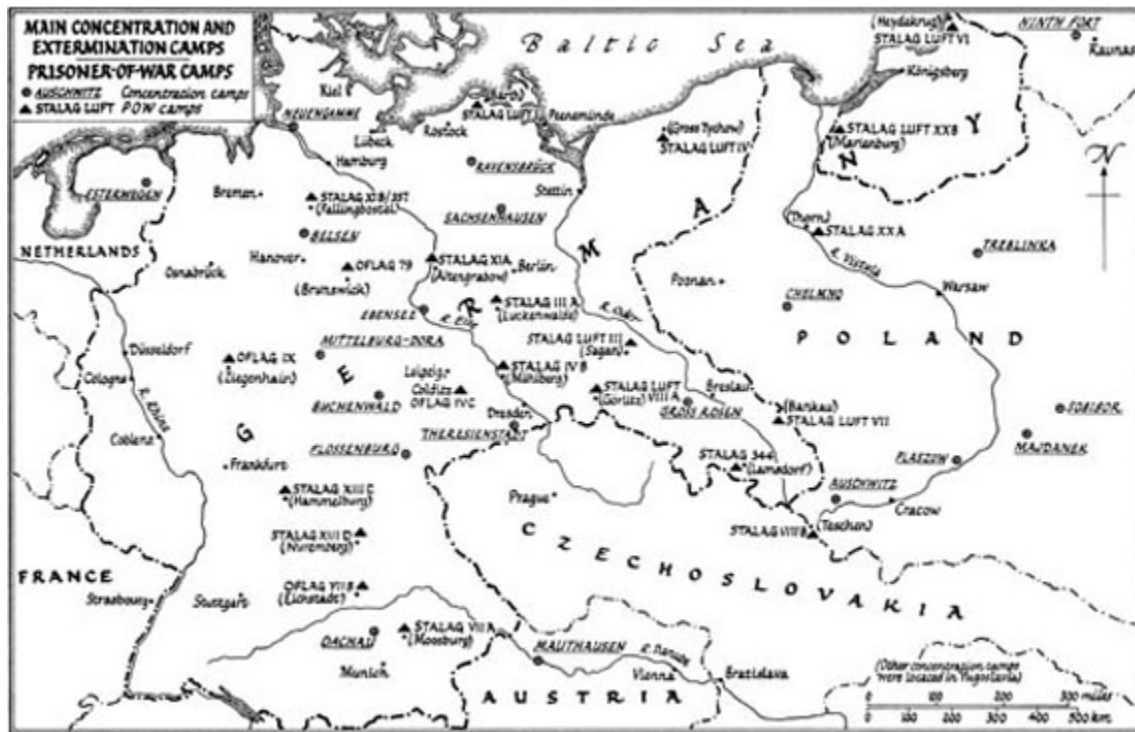 MAIN CONCENTRATION AND
EXTERMINATION CAMPS
PRISONER-OF-WAR CAMPS
AUSCHWITZ Concentration camps
STALAG LUFT POW camps
Baltic Sea
(Heydekrug)
STALAG LUFT VI
NINTH FORT
Kaunas
Königsberg
Kiel
(Barth)
STALAG LUFT I
Peenemünde
Rostock
Lübeck
NEUENGAMME
Hamburg
(Gross Tychow)
STALAG LUFT IV
STALAG LUFT XXB
(Marienburg)
N
RAVENSBRÜCK
Stettin
ESTERWEGEN
Bremen
STALAG XIB/357
(Fallingbostel)
SACHSENHAUSEN
(Thorn)
STALAG XXA
TREBLINKA
NETHERLANDS
BELSEN
Hanover
Osnabrück
OFLAG 79
(Brunswick)
STALAG XIA
(Altengrabow)
Berlin
R. Vistula
Poznan
Warsaw
CHELMNO
EBENSEE
R. Elbe
STALAG III A
(Luckenwalde)
R. Oder
POLAND
GERMANY
Düsseldorf
MITTELBURG-DORA
STALAG LUFT III
(Sagan)
OFLAG IX
(Ziegenhain)
Cologne
R. Rhine
Leipzig
Colditz
OFLAG IVC
STALAG IVB
(Mühlberg)
STALAG LUFT
VIII A
(Görlitz)
Breslau
GROSS ROSEN
(Bankau)
STALAG LUFT VII
SOBIBOR
MAJDANEK
BUCHENWALD
Dresden
THERESIENSTADT
Coblenz
FLOSSENBURG
STALAG 344
(Lamsdorf)
PLASZOW
Frankfurt
AUSCHWITZ
Cracow
STALAG XIII C
(Hammelburg)
Prague
(Teschen)
STALAG VIII B
STALAG XVII D
(Nuremberg)
CZECHOSLOVAKIA
FRANCE
Strasbourg
Stuttgart
OFLAG VII B
(Eichstadt)
DACHAU
STALAG VII A
(Moosburg)
Munich
MAUTHAUSEN
R. Danube
Vienna
Bratislava
AUSTRIA
(Other concentration camps
were located in Yugoslavia)
0 100 200 300 miles
0 100 200 300 400 500 km